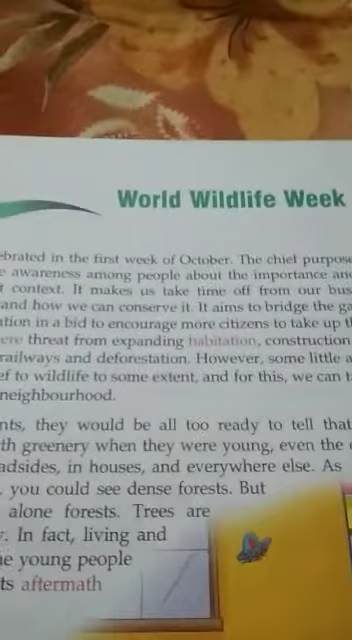 World Wildlife Week
ebrated in the first week of October. The chief purpose
e awareness among people about the importance and
t context. It makes us take time off from our bus
and how we can conserve it. It aims to bridge the ga
ation in a bid to encourage more citizens to take up th
ere threat from expanding habitation, construction
railways and deforestation. However, some little a
ef to wildlife to some extent, and for this, we can t
neighbourhood.
nts, they would be all too ready to tell that
th greenery when they were young, even the
adsides, in houses, and everywhere else. As
, you could see dense forests. But
alone forests. Trees are
. In fact, living and
e young people
ts aftermath